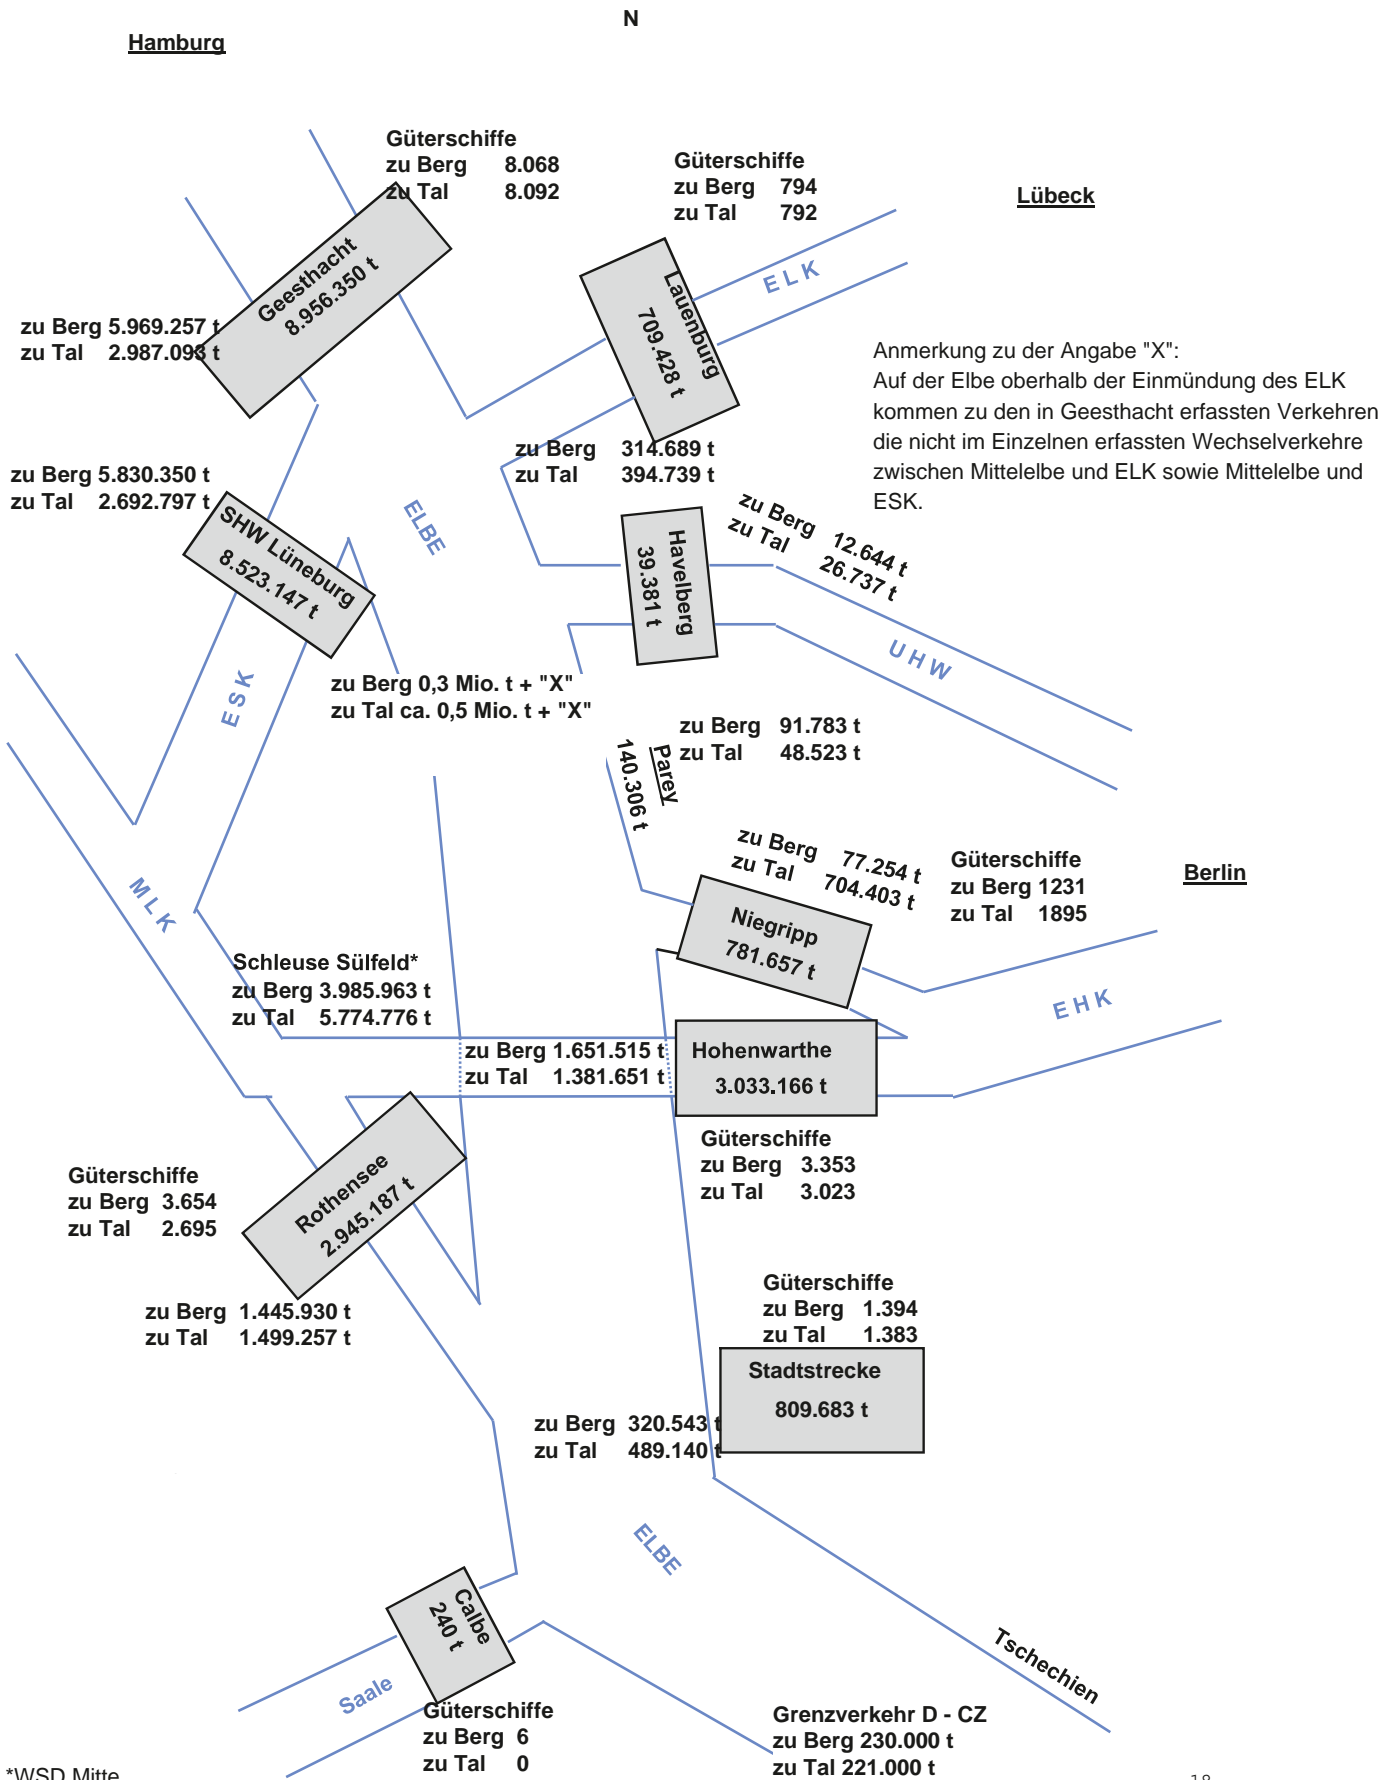 N
Hamburg
Güterschiffe
zu Berg 8.068
zu Tal 8.092
Güterschiffe
zu Berg 794
zu Tal 792
Lübeck
Geesthacht
8.956.350 t
Lauenburg
709.428 t
ELK
zu Berg 5.969.257 t
zu Tal 2.987.093 t
Anmerkung zu der Angabe "X":
Auf der Elbe oberhalb der Einmündung des ELK
kommen zu den in Geesthacht erfassten Verkehren
die nicht im Einzelnen erfassten Wechselverkehre
zwischen Mittelelbe und ELK sowie Mittelelbe und
ESK.
zu Berg 314.689 t
zu Tal 394.739 t
zu Berg 5.830.350 t
zu Tal 2.692.797 t
SHW Lüneburg
8.523.147 t
ELBE
Havelberg
39.381 t
zu Berg 12.644 t
zu Tal 26.737 t
UHW
ESK
zu Berg 0,3 Mio. t + "X"
zu Tal ca. 0,5 Mio. t + "X"
zu Berg 91.783 t
zu Tal 48.523 t
Parey
140.306 t
zu Berg 77.254 t
zu Tal 704.403 t
Güterschiffe
zu Berg 1231
zu Tal 1895
Berlin
MLK
Niegripp
781.657 t
Schleuse Sülfeld*
zu Berg 3.985.963 t
zu Tal 5.774.776 t
EHK
zu Berg 1.651.515 t
zu Tal 1.381.651 t
Hohenwarthe
3.033.166 t
Güterschiffe
zu Berg 3.353
zu Tal 3.023
Güterschiffe
zu Berg 3.654
zu Tal 2.695
Rothensee
2.945.187 t
zu Berg 1.445.930 t
zu Tal 1.499.257 t
Güterschiffe
zu Berg 1.394
zu Tal 1.383
Stadtstrecke
809.683 t
zu Berg 320.543 t
zu Tal 489.140 t
ELBE
Calbe
240 t
Saale
Tschechien
Güterschiffe
zu Berg 6
zu Tal 0
Grenzverkehr D - CZ
zu Berg 230.000 t
zu Tal 221.000 t
*WSD Mitte
18